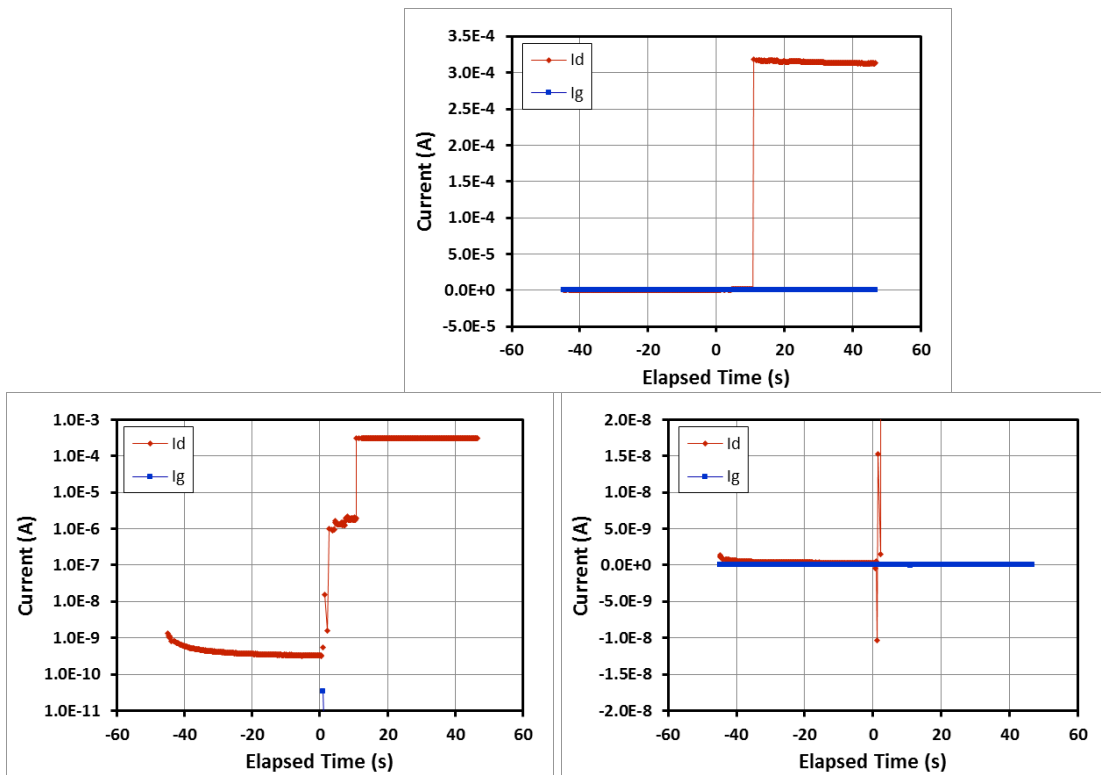 3.5E-4
3.0E-4
2.5E-4
2.0E-4
1.5E-4
1.0E-4
5.0E-5
0.0E+0
-5.0E-5
Current (A)
Id
Ig
-60 -40 -20 0 20 40 60
Elapsed Time (s)
1.0E-3
1.0E-4
1.0E-5
1.0E-6
1.0E-7
1.0E-8
1.0E-9
1.0E-10
1.0E-11
Current (A)
Id
Ig
-60 -40 -20 0 20 40 60
Elapsed Time (s)
2.0E-8
1.5E-8
1.0E-8
5.0E-9
0.0E+0
-5.0E-9
-1.0E-8
-1.5E-8
-2.0E-8
Current (A)
Id
Ig
-60 -40 -20 0 20 40 60
Elapsed Time (s)